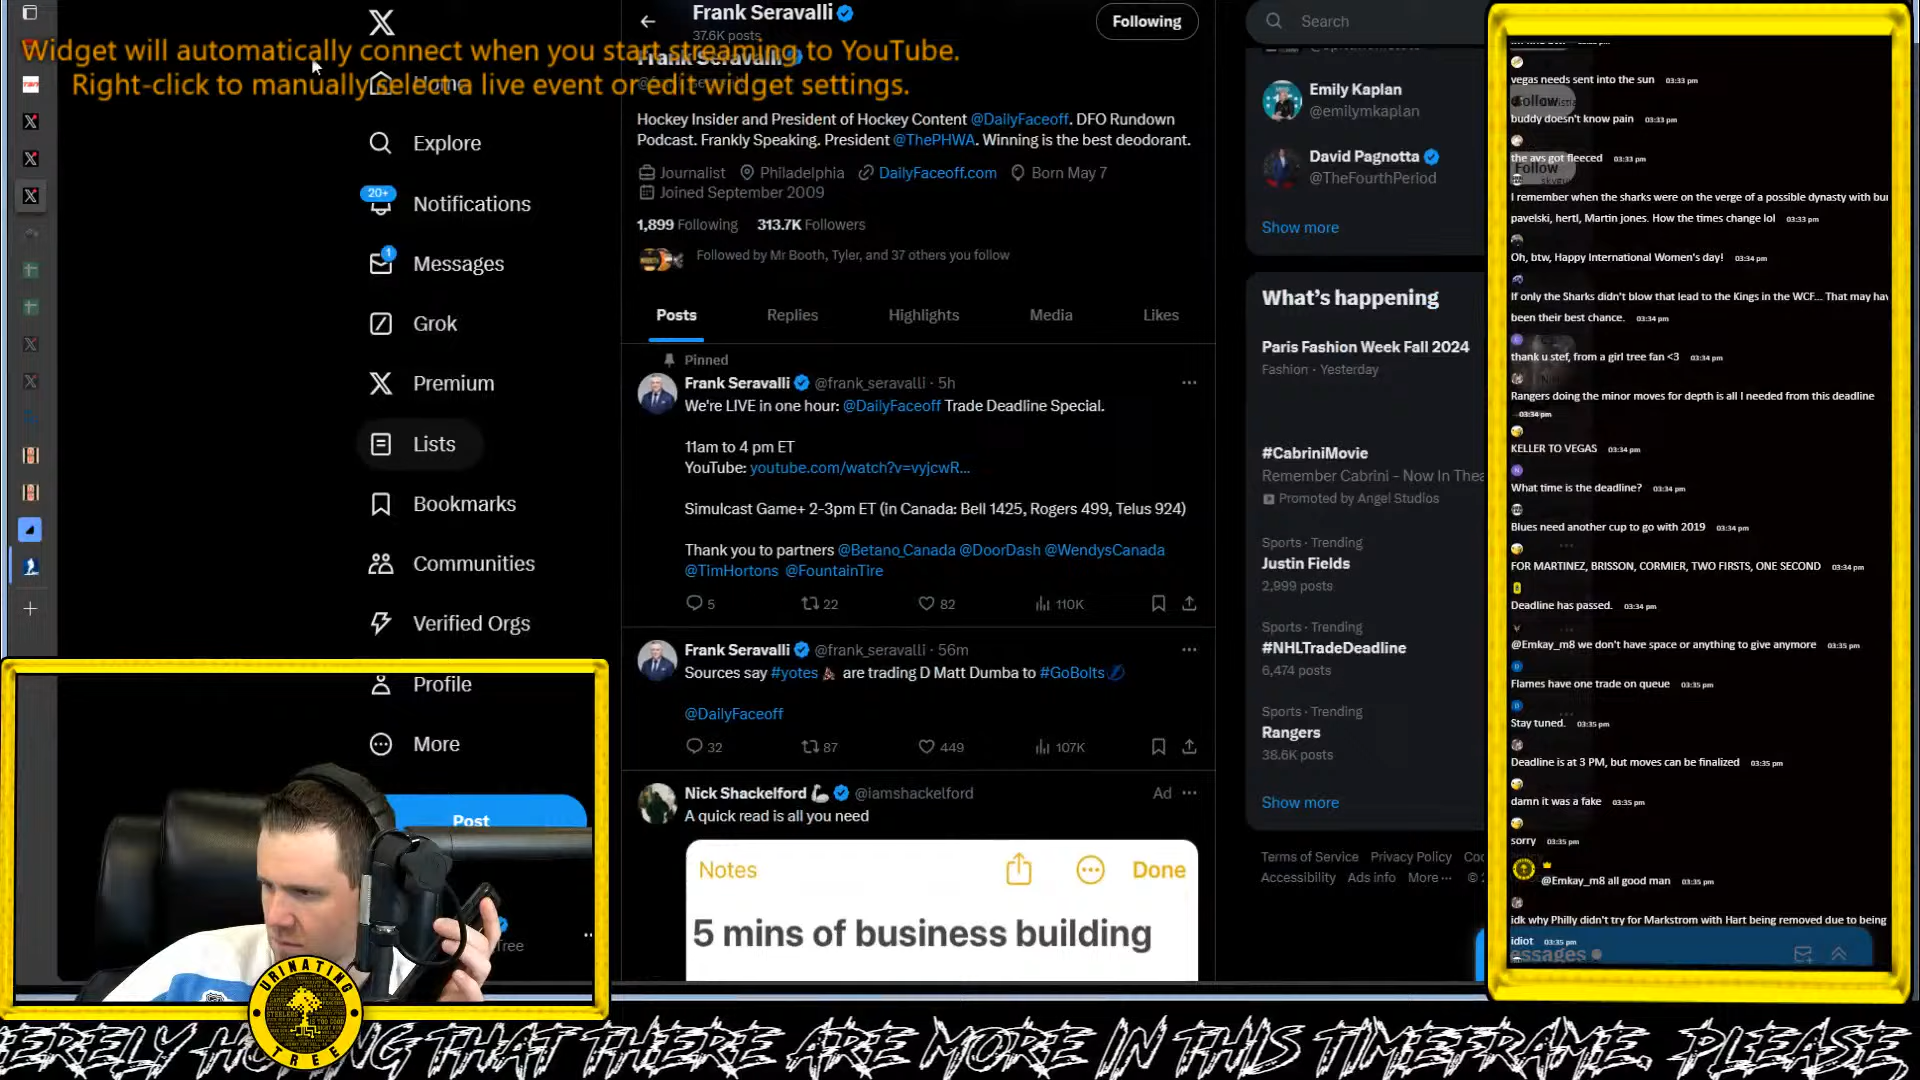 Widget will automatically connect when you start streaming to YouTube.
Right-click to manually select a live event or edit widget settings.
Home
Explore
20+
Notifications
1
Messages
Grok
Premium
Lists
Bookmarks
Communities
Verified Orgs
Profile
More
Post
Tree
Frank Seravalli
37.6K posts
Following
Frank Seravalli
Hockey Insider and President of Hockey Content @DailyFaceoff. DFO Rundown
Podcast. Frankly Speaking. President @ThePHWA. Winning is the best deodorant.
Journalist Philadelphia DailyFaceoff.com Born May 7
Joined September 2009
1,899 Following 313.7K Followers
Followed by Mr Booth, Tyler, and 37 others you follow
Posts Replies Highlights Media Likes
Pinned
Frank Seravalli @frank_seravalli · 5h
We're LIVE in one hour: @DailyFaceoff Trade Deadline Special.
11am to 4 pm ET
YouTube: youtube.com/watch?v=vyjcwR...
Simulcast Game+ 2-3pm ET (in Canada: Bell 1425, Rogers 499, Telus 924)
Thank you to partners @Betano_Canada @DoorDash @WendysCanada
@TimHortons @FountainTire
5 22 82 110K
Frank Seravalli @frank_seravalli · 56m
Sources say #yotes are trading D Matt Dumba to #GoBolts
@DailyFaceoff
32 87 449 107K
Nick Shackelford @iamshackelford Ad
A quick read is all you need
Notes Done
5 mins of business building
Search
Emily Kaplan
@emilymkaplan
David Pagnotta
@TheFourthPeriod
Show more
What's happening
Paris Fashion Week Fall 2024
Fashion · Yesterday
#CabriniMovie
Remember Cabrini - Now In Thea
Promoted by Angel Studios
Sports · Trending
Justin Fields
2,999 posts
Sports · Trending
#NHLTradeDeadline
6,474 posts
Sports · Trending
Rangers
38.6K posts
Show more
Terms of Service Privacy Policy Coo
Accessibility Ads info More ···
vegas needs sent into the sun 03:33 pm
Follow
buddy doesn't know pain 03:33 pm
the avs got fleeced 03:33 pm
Follow
I remember when the sharks were on the verge of a possible dynasty with bur
pavelski, hertl, Martin jones. How the times change lol 03:33 pm
Oh, btw, Happy International Women's day! 03:34 pm
If only the Sharks didn't blow that lead to the Kings in the WCF... That may hav
been their best chance. 03:34 pm
thank u stef, from a girl tree fan <3 03:34 pm
Rangers doing the minor moves for depth is all I needed from this deadline
03:34 pm
KELLER TO VEGAS 03:34 pm
What time is the deadline? 03:34 pm
Blues need another cup to go with 2019 03:34 pm
FOR MARTINEZ, BRISSON, CORMIER, TWO FIRSTS, ONE SECOND 03:34 pm
Deadline has passed. 03:34 pm
@Emkay_m8 we don't have space or anything to give anymore 03:35 pm
Flames have one trade on queue 03:35 pm
Stay tuned. 03:35 pm
Deadline is at 3 PM, but moves can be finalized 03:35 pm
damn it was a fake 03:35 pm
sorry 03:35 pm
@Emkay_m8 all good man 03:35 pm
idk why Philly didn't try for Markstrom with Hart being removed due to being
idiot 03:35 pm
essages
URINATING
TREE
ERELY HOPING THAT THERE ARE MORE IN THIS TIMEFRAME. PLEASE,